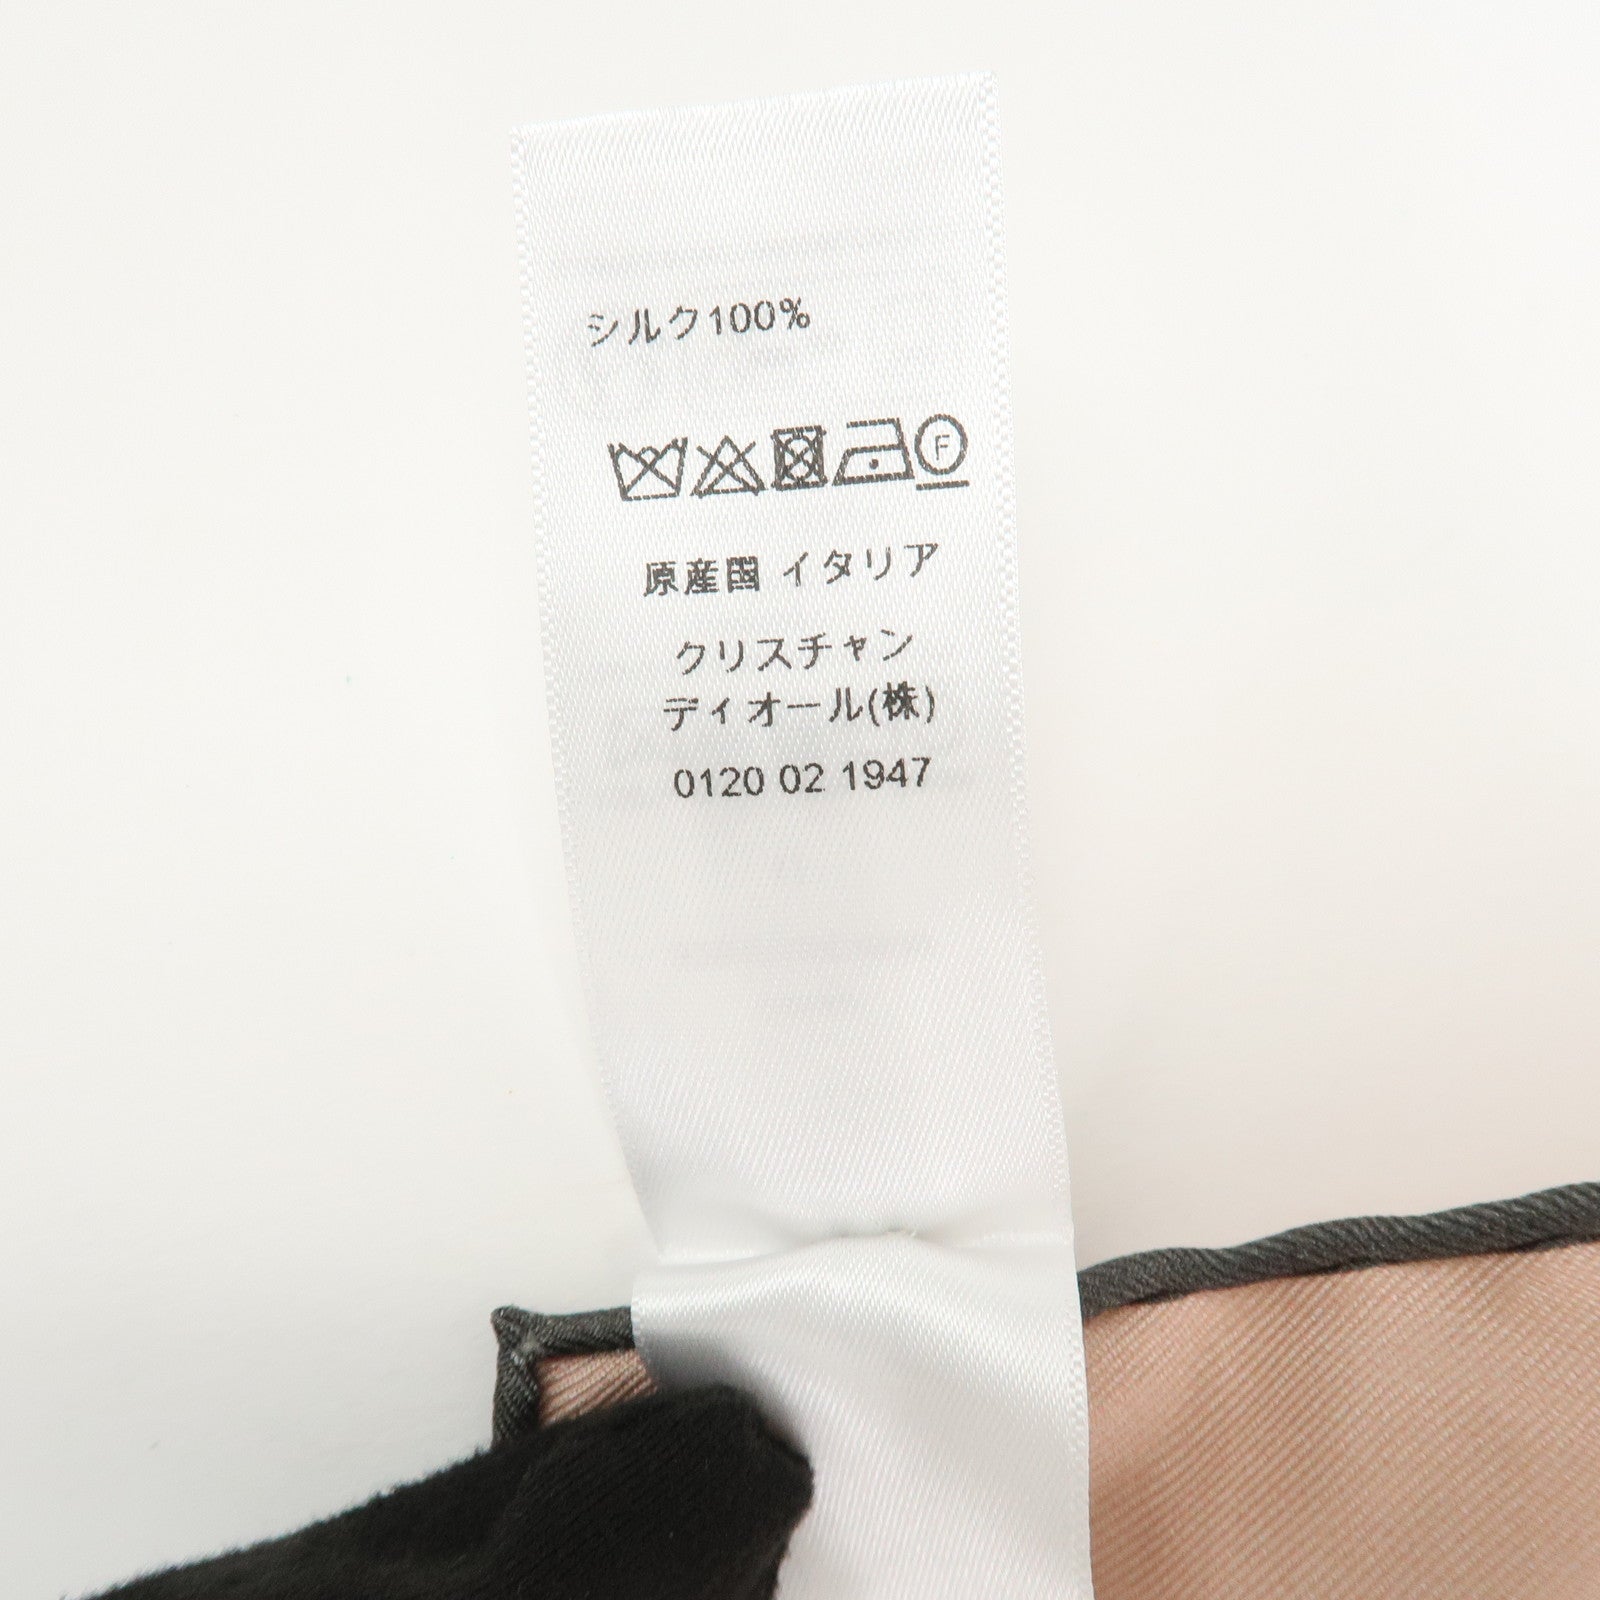 シルク100%
F
原産国 イタリア
クリスチャン
ディオール(株)
0120 02 1947